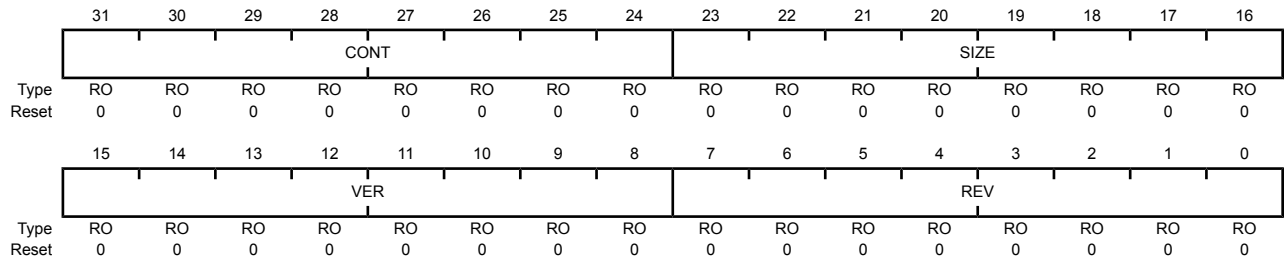 31 30 29 28 27 26 25 24 23 22 21 20 19 18 17 16
CONT SIZE
Type RO RO RO RO RO RO RO RO RO RO RO RO RO RO RO RO
Reset 0 0 0 0 0 0 0 0 0 0 0 0 0 0 0 0
15 14 13 12 11 10 9 8 7 6 5 4 3 2 1 0
VER REV
Type RO RO RO RO RO RO RO RO RO RO RO RO RO RO RO RO
Reset 0 0 0 0 0 0 0 0 0 0 0 0 0 0 0 0